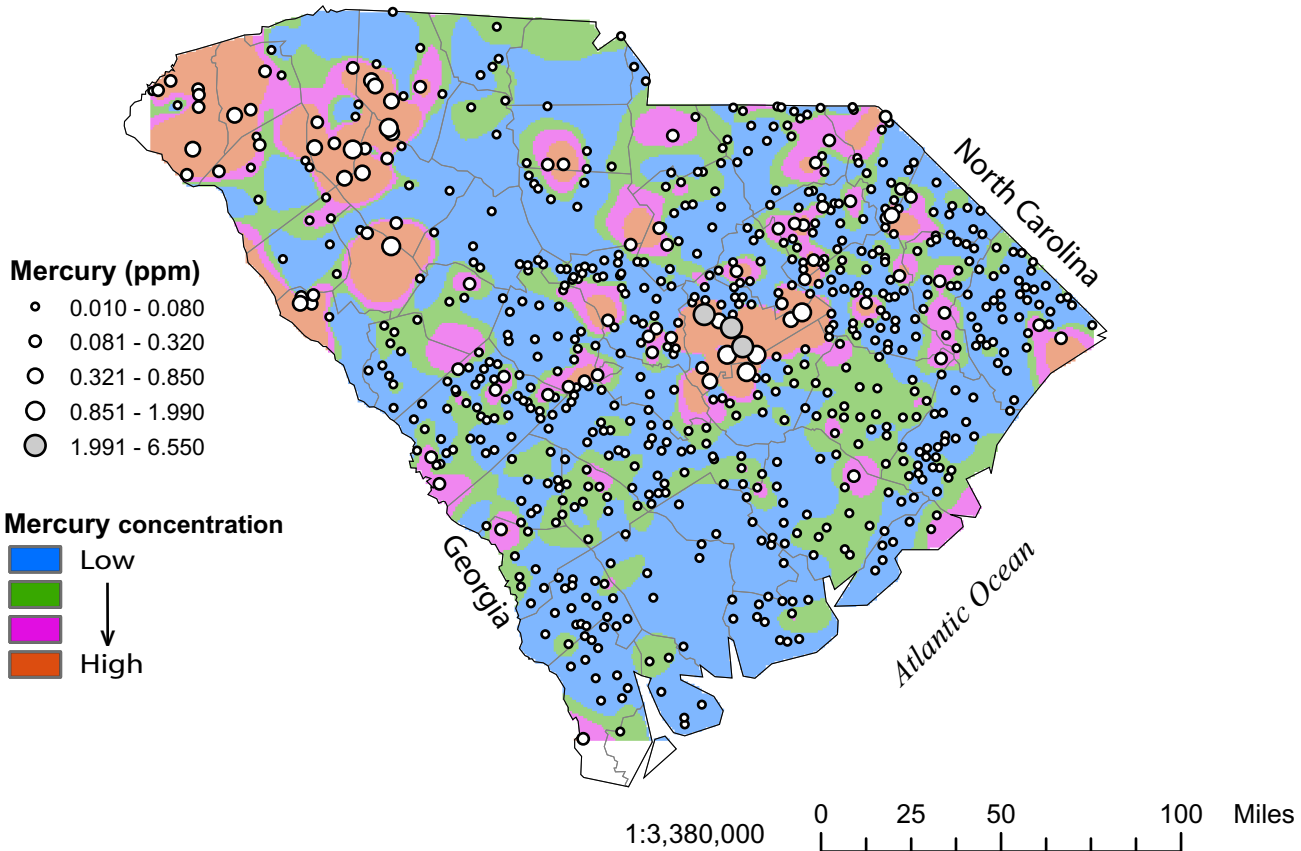 North Carolina
Mercury (ppm)
0.010 - 0.080
0.081 - 0.320
0.321 - 0.850
0.851 - 1.990
1.991 - 6.550
Mercury concentration
Low
High
Georgia
Atlantic Ocean
0 25 50 100 Miles
1:3,380,000